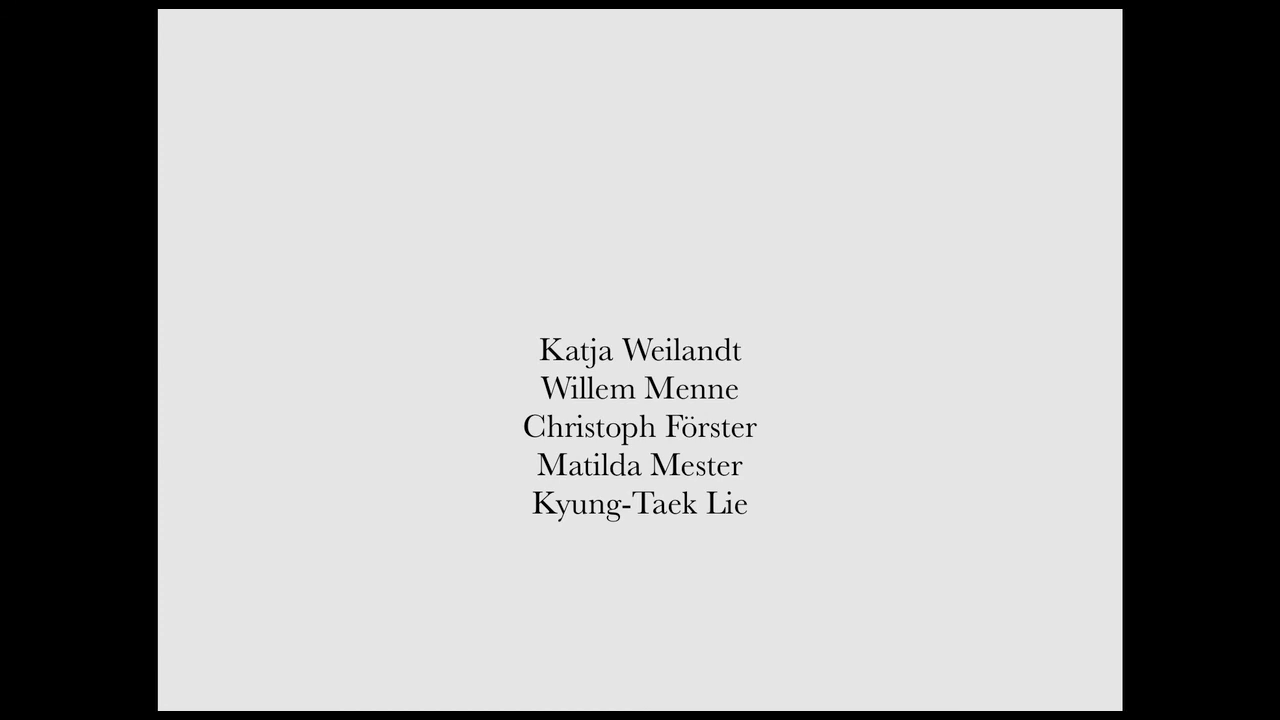 Katja Weilandt
Willem Menne
Christoph Förster
Matilda Mester
Kyung-Taek Lie